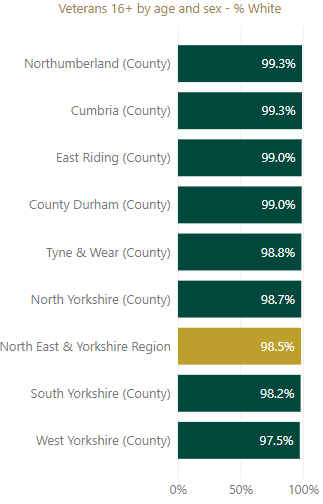 Veterans 16+ by age and sex - % White
Northumberland (County) 99.3%
Cumbria (County) 99.3%
East Riding (County) 99.0%
County Durham (County) 99.0%
Tyne & Wear (County) 98.8%
North Yorkshire (County) 98.7%
North East & Yorkshire Region 98.5%
South Yorkshire (County) 98.2%
West Yorkshire (County) 97.5%
0% 50% 100%